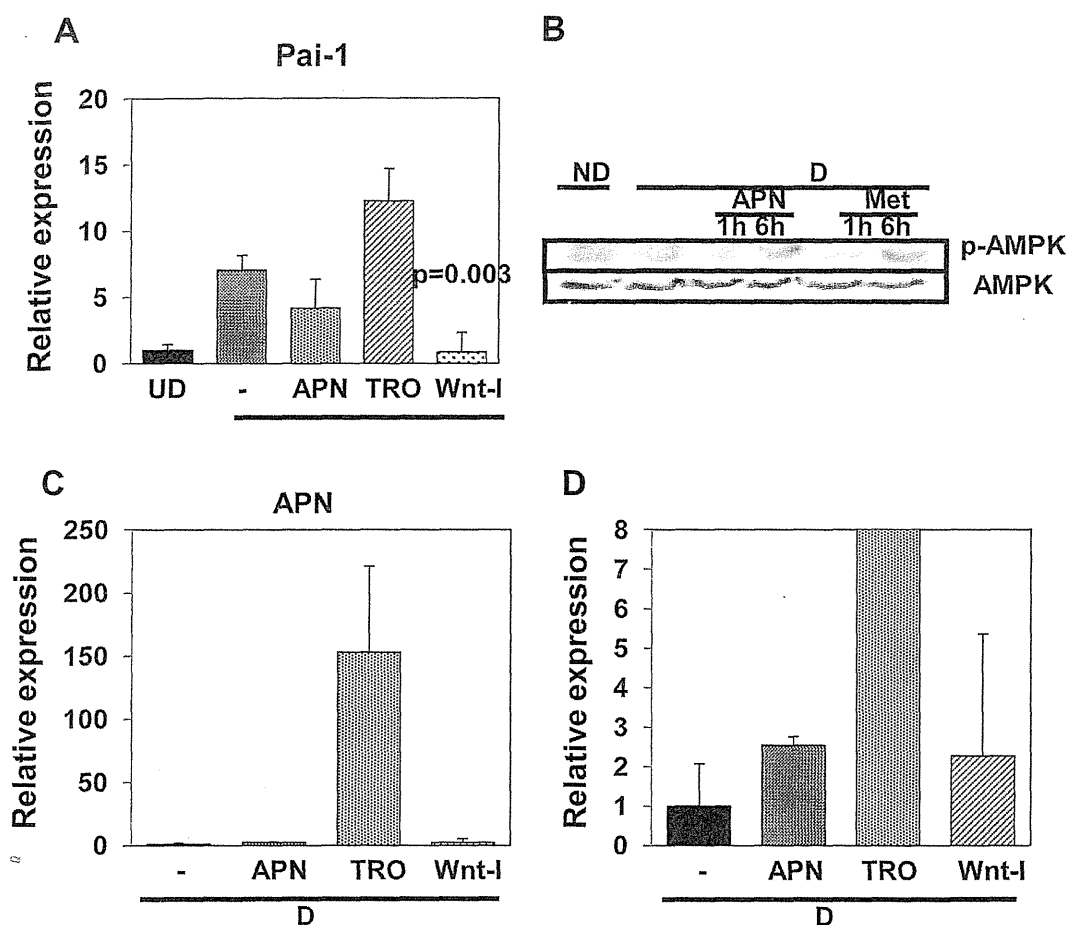 A
Pai-1
Relative expression
20
15
10
5
0
p=0.003
UD - APN TRO Wnt-I
B
ND D
APN Met
1h 6h 1h 6h
p-AMPK
AMPK
C
APN
Relative expression
250
200
150
100
50
0
- APN TRO Wnt-I
D
D
Relative expression
8
7
6
5
4
3
2
1
0
- APN TRO Wnt-I
D